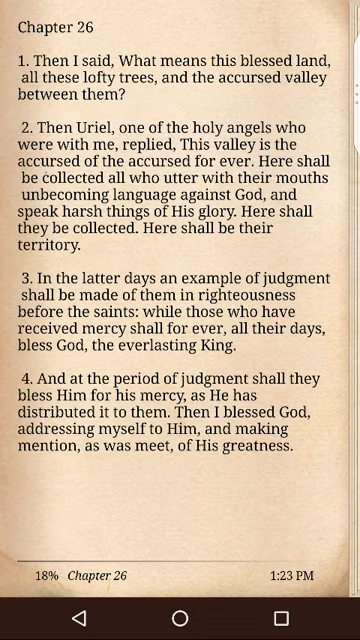 Chapter 26
1. Then I said, What means this blessed land,
all these lofty trees, and the accursed valley
between them?
2. Then Uriel, one of the holy angels who
were with me, replied, This valley is the
accursed of the accursed for ever. Here shall
be collected all who utter with their mouths
unbecoming language against God, and
speak harsh things of His glory. Here shall
they be collected. Here shall be their
territory.
3. In the latter days an example of judgment
shall be made of them in righteousness
before the saints: while those who have
received mercy shall for ever, all their days,
bless God, the everlasting King.
4. And at the period of judgment shall they
bless Him for his mercy, as He has
distributed it to them. Then I blessed God,
addressing myself to Him, and making
mention, as was meet, of His greatness.
18% Chapter 26 1:23 PM